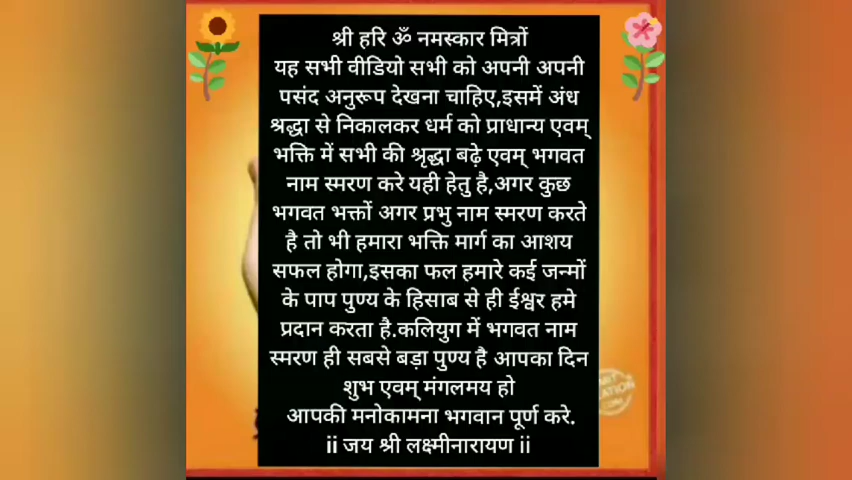 श्री हरि ॐ नमस्कार मित्रों
यह सभी वीडियो सभी को अपनी अपनी
पसंद अनुरूप देखना चाहिए,इसमें अंध
श्रद्धा से निकालकर धर्म को प्राधान्य एवम्
भक्ति में सभी की श्रृद्धा बढ़े एवम् भगवत
नाम स्मरण करे यही हेतु है,अगर कुछ
भगवत भक्तों अगर प्रभु नाम स्मरण करते
है तो भी हमारा भक्ति मार्ग का आशय
सफल होगा,इसका फल हमारे कई जन्मों
के पाप पुण्य के हिसाब से ही ईश्वर हमे
प्रदान करता है.कलियुग में भगवत नाम
स्मरण ही सबसे बड़ा पुण्य है आपका दिन
शुभ एवम् मंगलमय हो
आपकी मनोकामना भगवान पूर्ण करे.
ii जय श्री लक्ष्मीनारायण ii